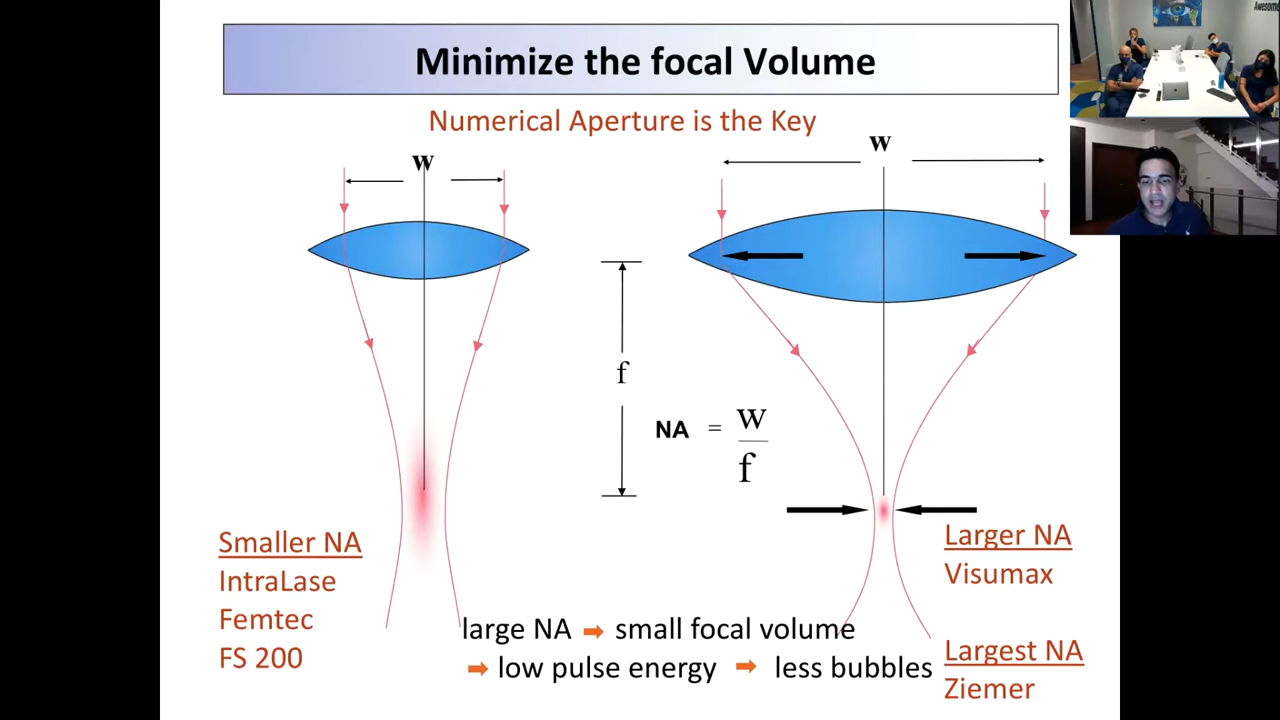 Minimize the focal Volume
Numerical Aperture is the Key
w
w
f
NA = w
f
Smaller NA
IntraLase
Femtec
FS 200
Larger NA
Visumax
large NA ➡ small focal volume
➡ low pulse energy ➡ less bubbles
Largest NA
Ziemer
Awesome